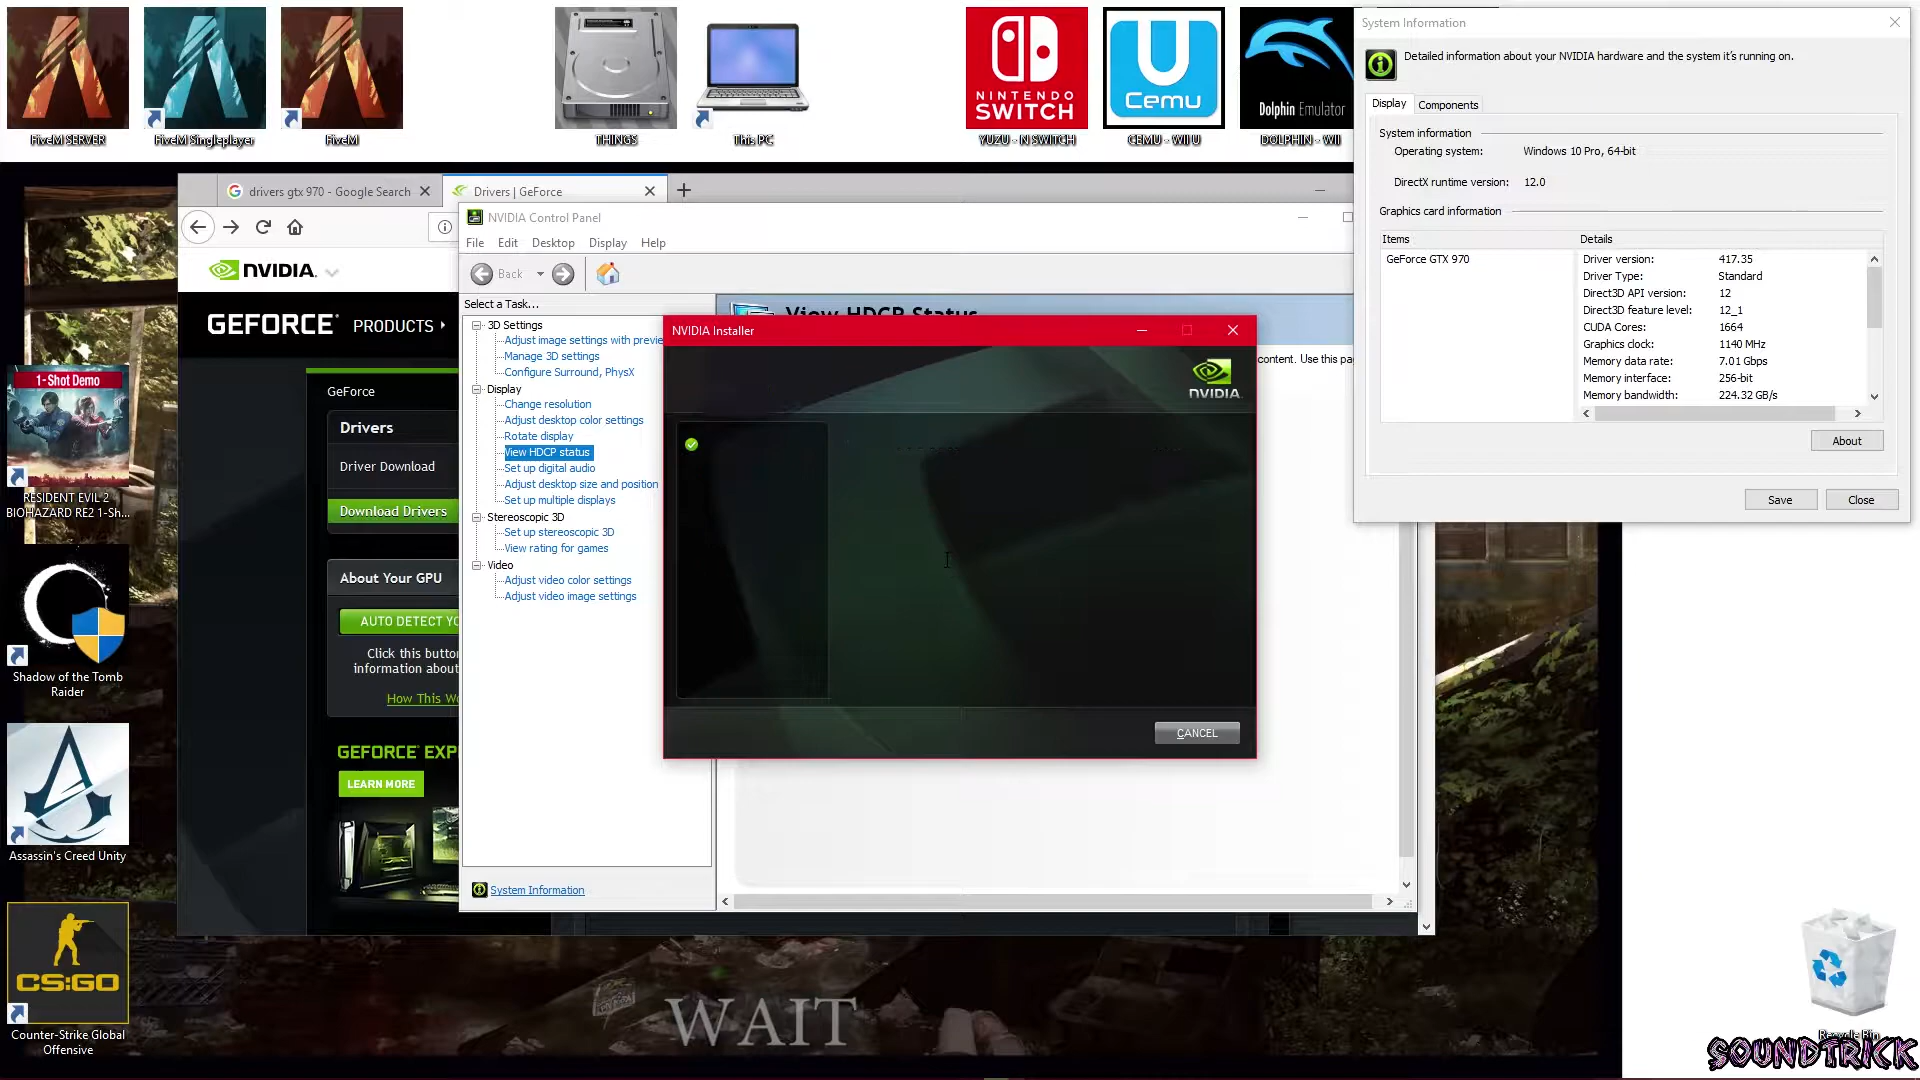 FiveM SERVER
FiveM Singleplayer
FiveM
THINGS
This PC
NINTENDO
SWITCH
YUZU - N SWITCH
U
Cemu
CEMU - WII U
Dolphin Emulator
DOLPHIN - WII
System Information
Detailed information about your NVIDIA hardware and the system it's running on.
Display
Components
System information
Operating system:
Windows 10 Pro, 64-bit
DirectX runtime version:
12.0
Graphics card information
Items
Details
GeForce GTX 970
Driver version:
417.35
Driver Type:
Standard
Direct3D API version:
12
Direct3D feature level:
12_1
CUDA Cores:
1664
Graphics clock:
1140 MHz
Memory data rate:
7.01 Gbps
Memory interface:
256-bit
Memory bandwidth:
224.32 GB/s
About
Save
Close
drivers gtx 970 - Google Search
Drivers | GeForce
NVIDIA.
GEFORCE
PRODUCTS
GeForce
Drivers
Driver Download
Download Drivers
About Your GPU
AUTO DETECT YO
Click this button
information about
How This Wo
GEFORCE EXP
LEARN MORE
NVIDIA Control Panel
File
Edit
Desktop
Display
Help
Back
Select a Task...
3D Settings
Adjust image settings with previe
Manage 3D settings
Configure Surround, PhysX
Display
Change resolution
Adjust desktop color settings
Rotate display
View HDCP status
Set up digital audio
Adjust desktop size and position
Set up multiple displays
Stereoscopic 3D
Set up stereoscopic 3D
View rating for games
Video
Adjust video color settings
Adjust video image settings
System Information
View HDCP Status
content. Use this pa
NVIDIA Installer
NVIDIA.
CANCEL
1-Shot Demo
RESIDENT EVIL 2
BIOHAZARD RE2 1-Sh...
Shadow of the Tomb
Raider
Assassin's Creed Unity
CS:GO
Counter-Strike Global
Offensive
WAIT
Recycle Bin
SOUNDTRICK